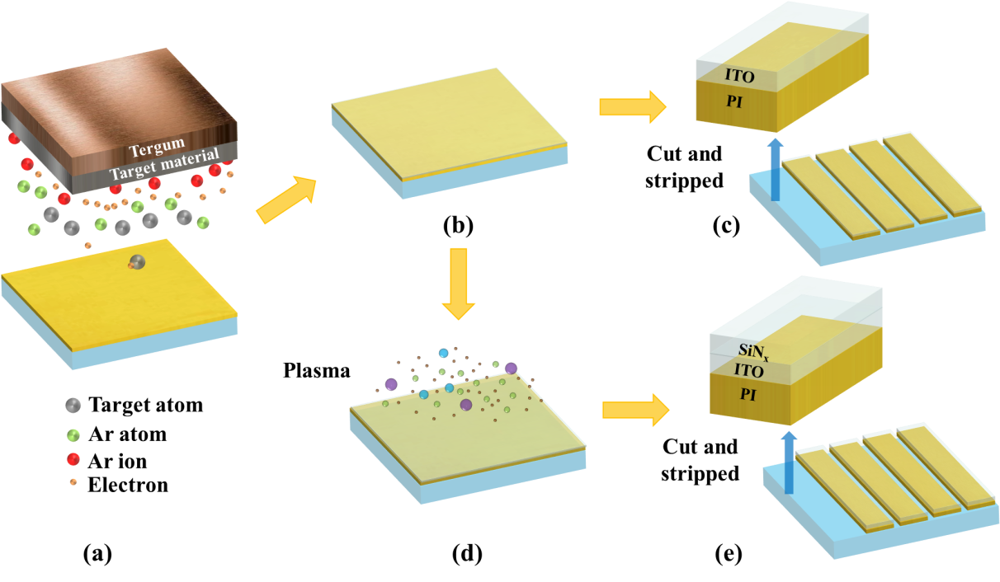 Tergum
Target material
Target atom
Ar atom
Ar ion
Electron
(a)
(b)
ITO
PI
Cut and
stripped
(c)
Plasma
(d)
SiNx
ITO
PI
Cut and
stripped
(e)